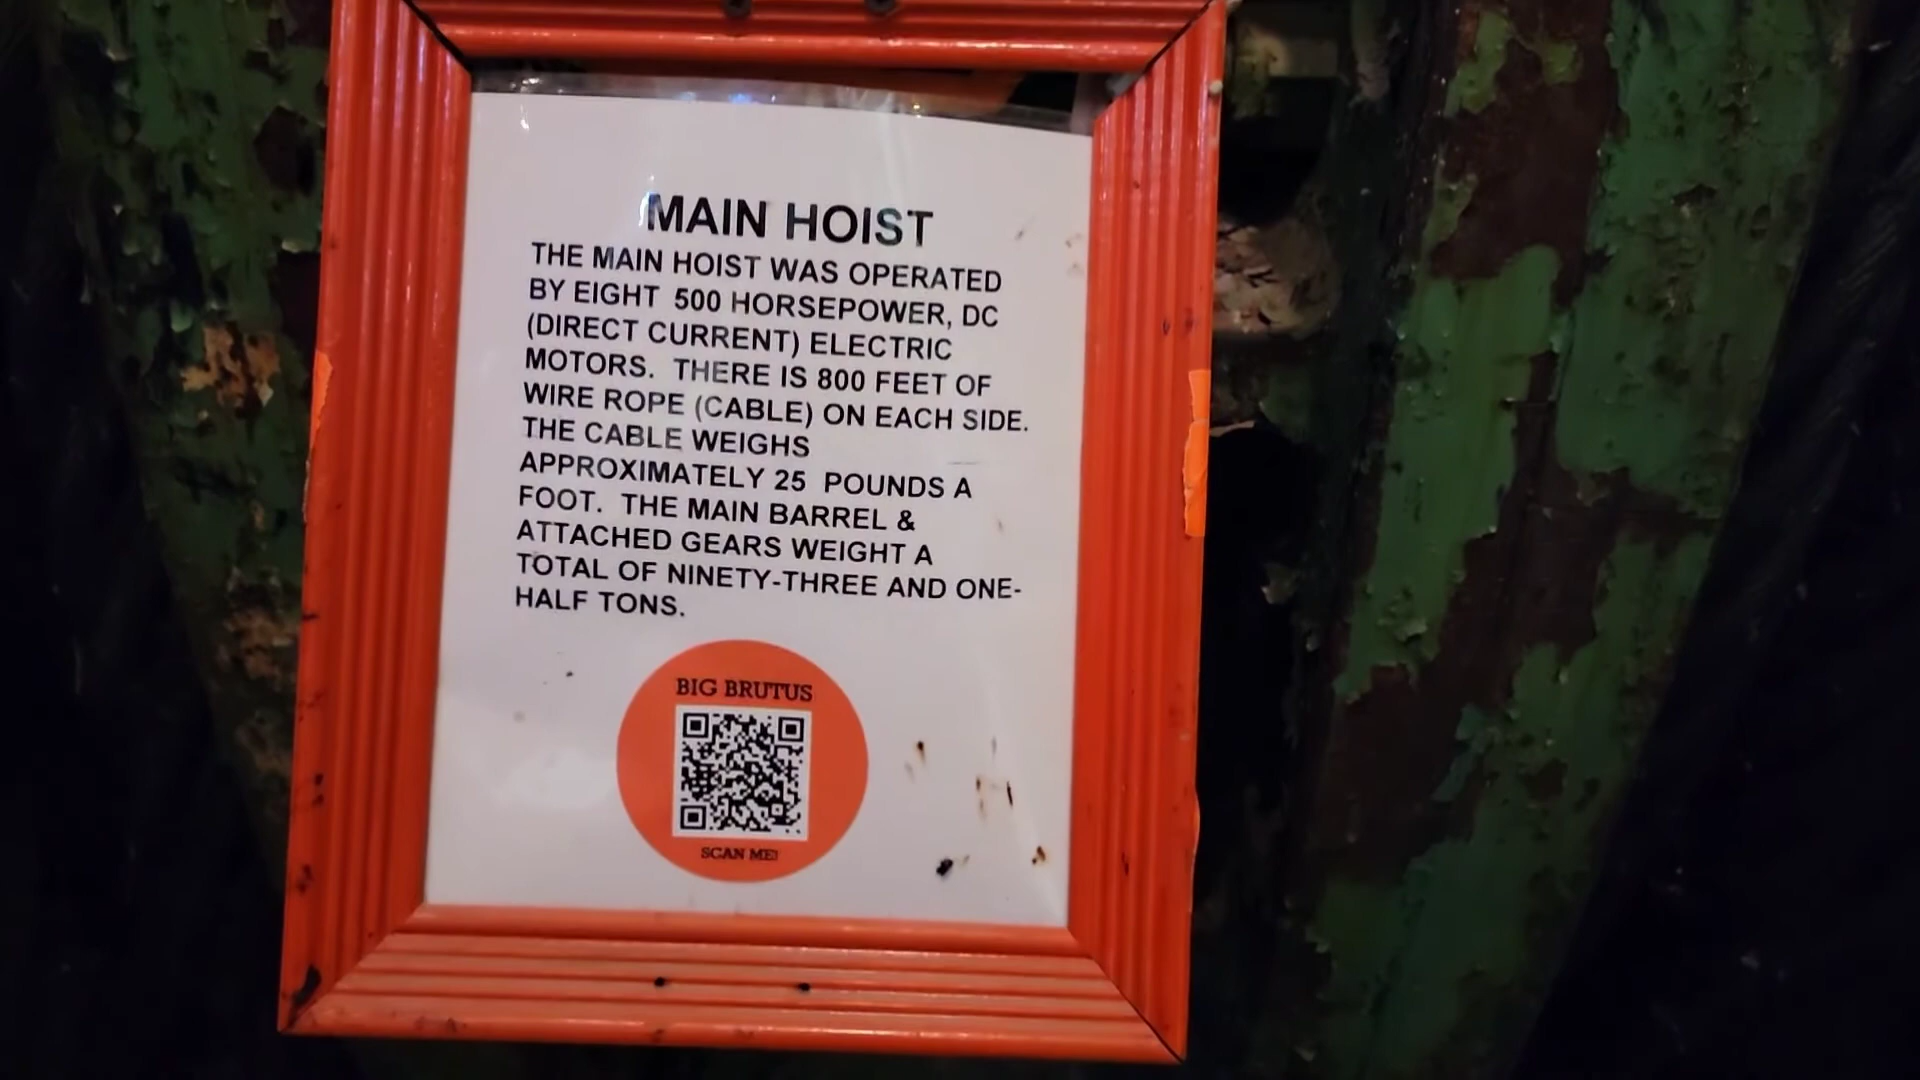 MAIN HOIST
THE MAIN HOIST WAS OPERATED
BY EIGHT 500 HORSEPOWER, DC
(DIRECT CURRENT) ELECTRIC
MOTORS. THERE IS 800 FEET OF
WIRE ROPE (CABLE) ON EACH SIDE.
THE CABLE WEIGHS
APPROXIMATELY 25 POUNDS A
FOOT. THE MAIN BARREL &
ATTACHED GEARS WEIGHT A
TOTAL OF NINETY-THREE AND ONE-
HALF TONS.
BIG BRUTUS
SCAN ME!